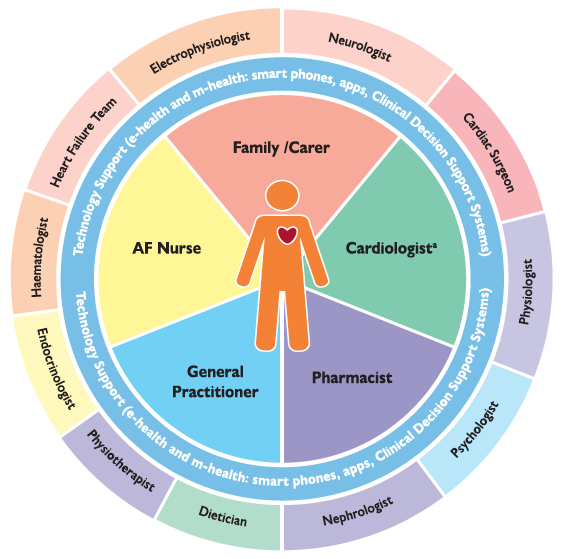 Electrophysiologist
Neurologist
Cardiac Surgeon
Physiologist
Psychologist
Nephrologist
Dietician
Physiotherapist
Endocrinologist
Haematologist
Heart Failure Team
Technology Support (e-health and m-health: smart phones, apps, Clinical Decision Support Systems)
Family /Carer
AF Nurse
Cardiologistᵃ
General
Practitioner
Pharmacist
Technology Support (e-health and m-health: smart phones, apps, Clinical Decision Support Systems)